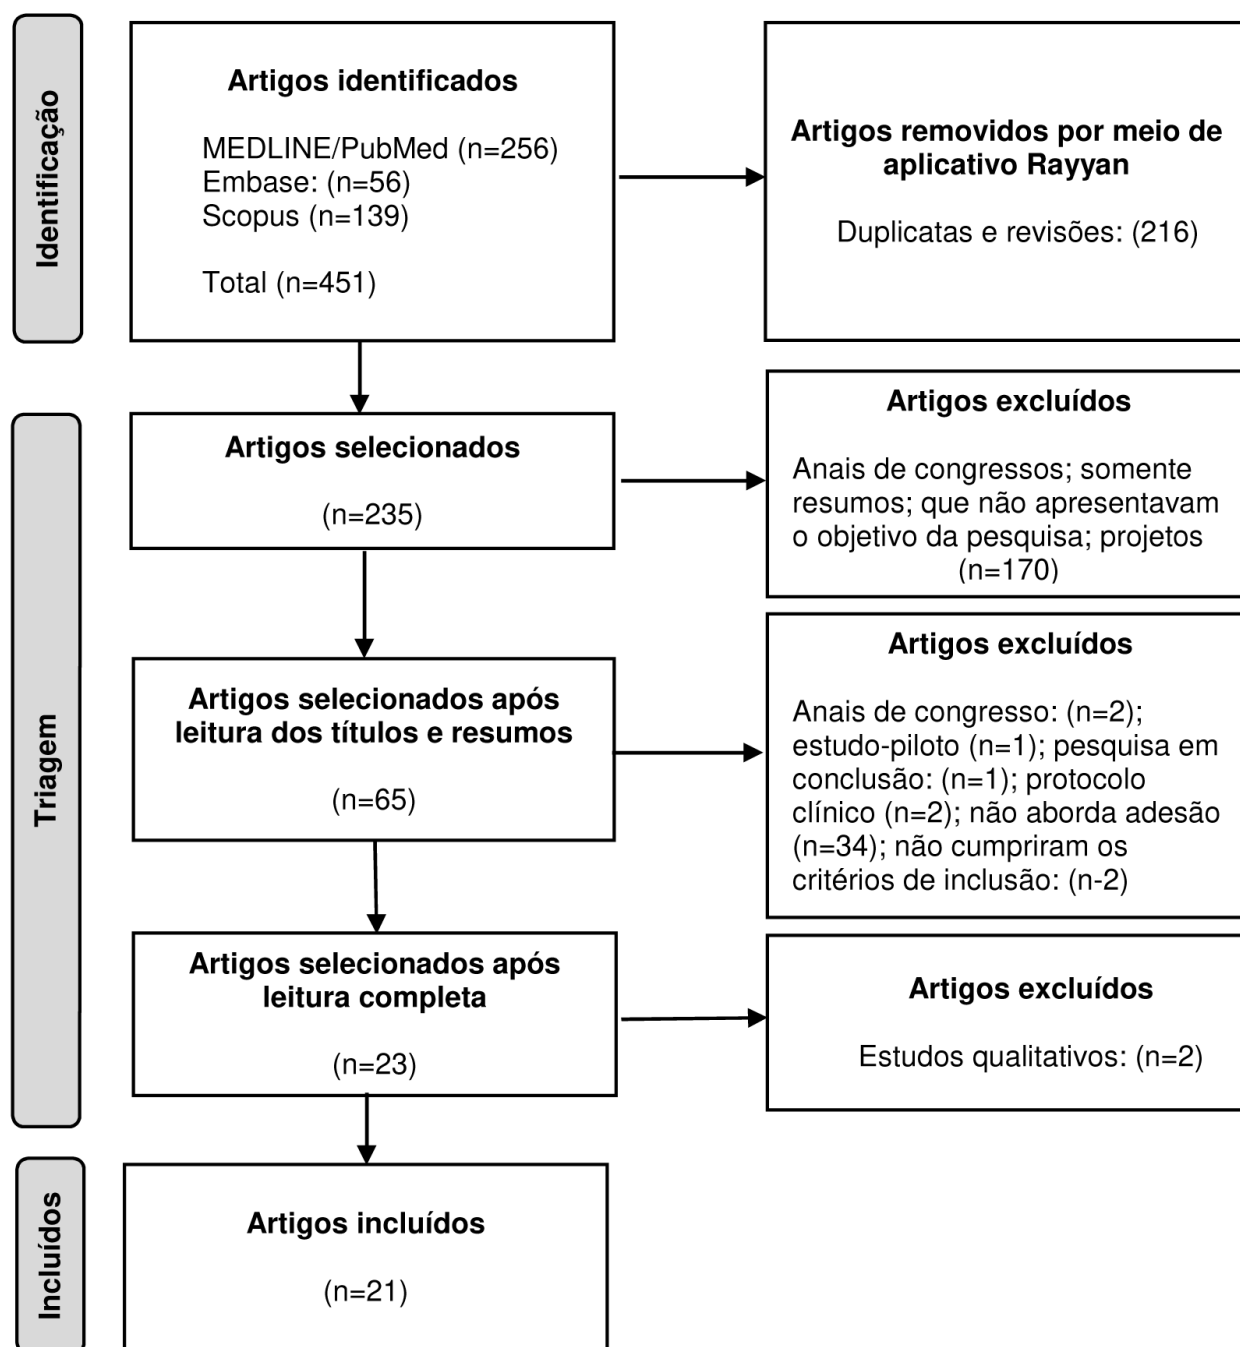 Identificação
Artigos identificados
MEDLINE/PubMed (n=256)
Embase: (n=56)
Scopus (n=139)
Total (n=451)
Artigos removidos por meio de
aplicativo Rayyan
Duplicatas e revisões: (216)
Triagem
Artigos selecionados
(n=235)
Artigos excluídos
Anais de congressos; somente
resumos; que não apresentavam
o objetivo da pesquisa; projetos
(n=170)
Artigos selecionados após
leitura dos títulos e resumos
(n=65)
Artigos excluídos
Anais de congresso: (n=2);
estudo-piloto (n=1); pesquisa em
conclusão: (n=1); protocolo
clínico (n=2); não aborda adesão
(n=34); não cumpriram os
critérios de inclusão: (n-2)
Artigos selecionados após
leitura completa
(n=23)
Artigos excluídos
Estudos qualitativos: (n=2)
Incluídos
Artigos incluídos
(n=21)